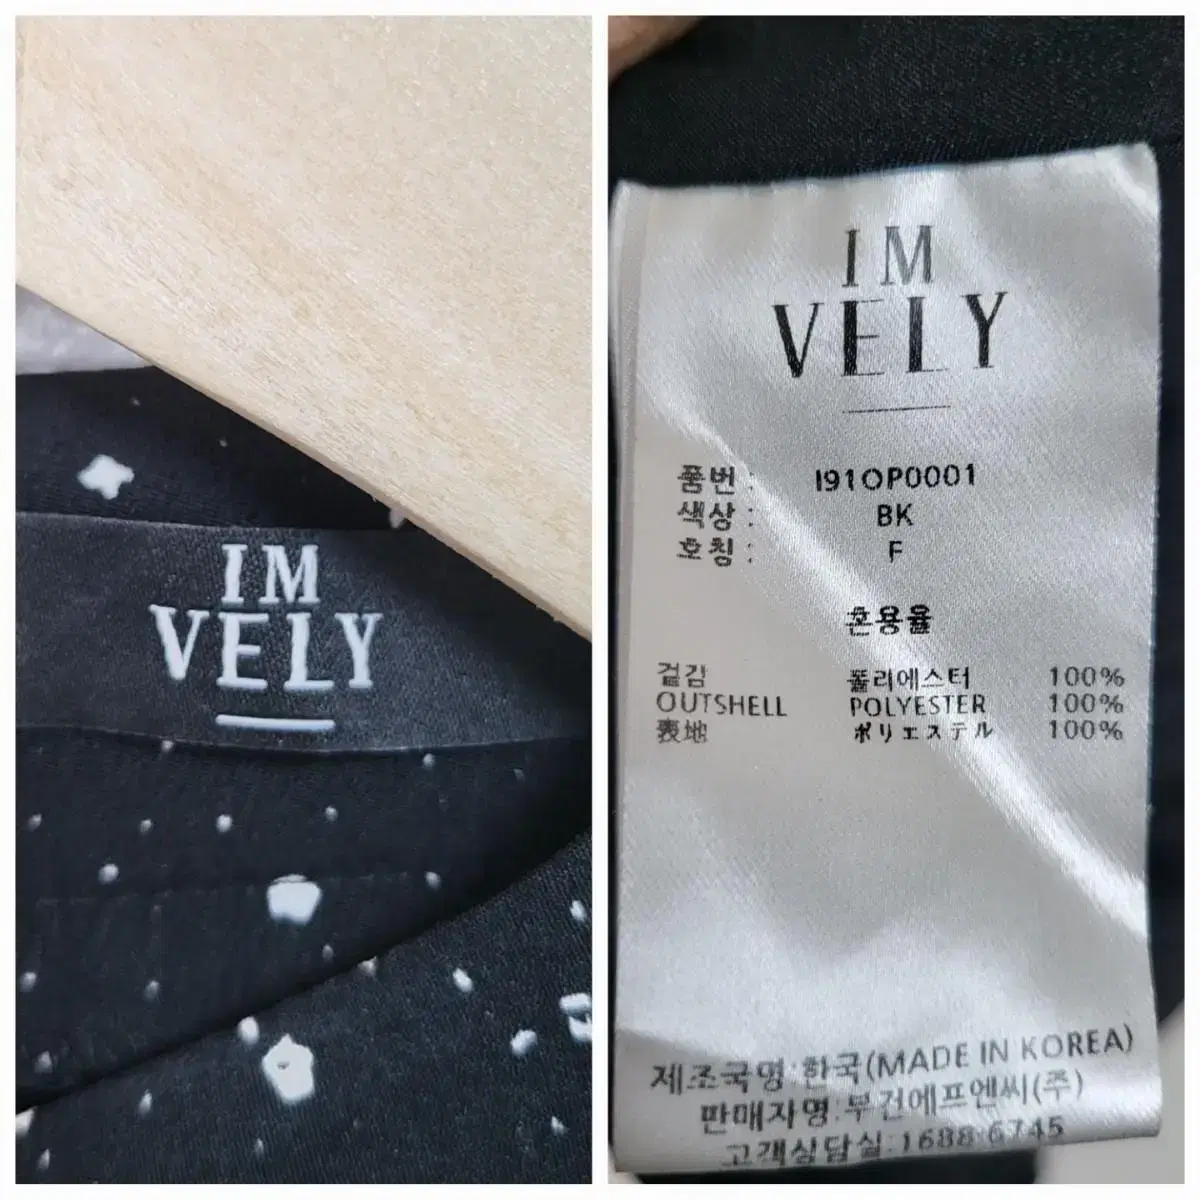 IM
VELY
IM
VELY
품번 : I91OP0001
색상 : BK
호칭 : F
혼용율
겉감 폴리에스터 100%
OUTSHELL POLYESTER 100%
表地 ポリエステル 100%
제조국명:한국(MADE IN KOREA)
판매자명:부건에프엔씨(주)
고객상담실:1688-6745